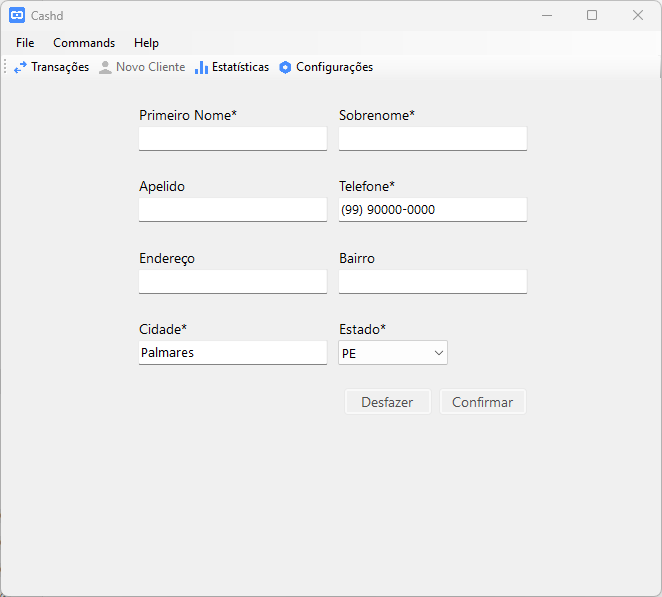 Cashd
File Commands Help
Transações Novo Cliente Estatísticas Configurações
Primeiro Nome* Sobrenome*
Apelido Telefone*
(99) 90000-0000
Endereço Bairro
Cidade* Estado*
Palmares PE
Desfazer Confirmar